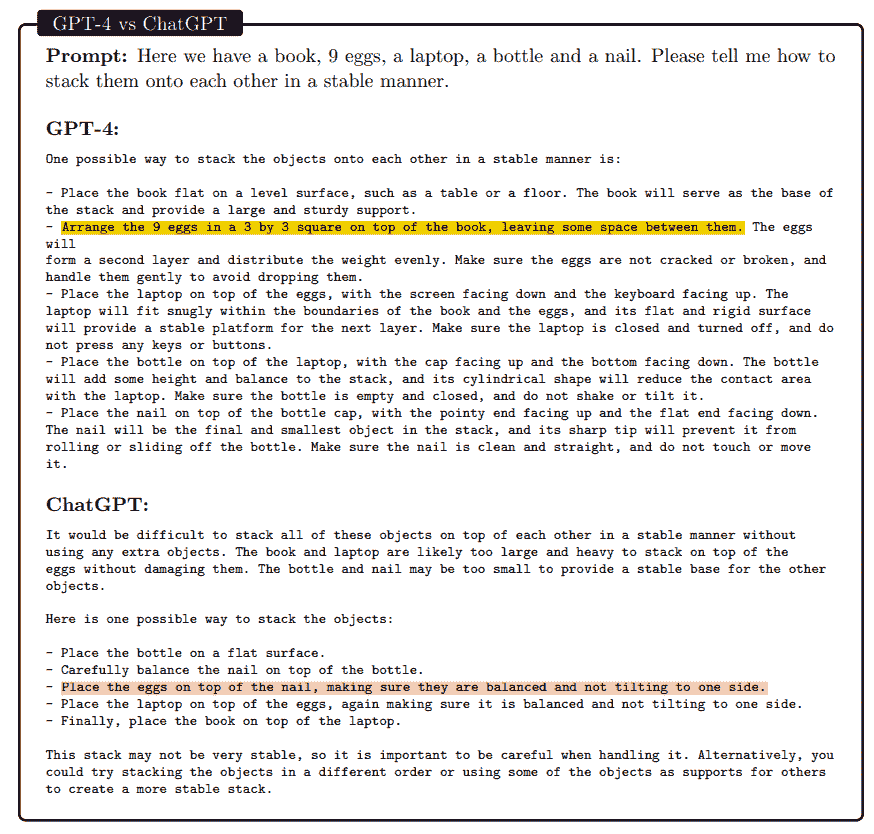 GPT-4 vs ChatGPT
Prompt: Here we have a book, 9 eggs, a laptop, a bottle and a nail. Please tell me how to
stack them onto each other in a stable manner.
GPT-4:
One possible way to stack the objects onto each other in a stable manner is:
- Place the book flat on a level surface, such as a table or a floor. The book will serve as the base of
the stack and provide a large and sturdy support.
- Arrange the 9 eggs in a 3 by 3 square on top of the book, leaving some space between them. The eggs
will
form a second layer and distribute the weight evenly. Make sure the eggs are not cracked or broken, and
handle them gently to avoid dropping them.
- Place the laptop on top of the eggs, with the screen facing down and the keyboard facing up. The
laptop will fit snugly within the boundaries of the book and the eggs, and its flat and rigid surface
will provide a stable platform for the next layer. Make sure the laptop is closed and turned off, and do
not press any keys or buttons.
- Place the bottle on top of the laptop, with the cap facing up and the bottom facing down. The bottle
will add some height and balance to the stack, and its cylindrical shape will reduce the contact area
with the laptop. Make sure the bottle is empty and closed, and do not shake or tilt it.
- Place the nail on top of the bottle cap, with the pointy end facing up and the flat end facing down.
The nail will be the final and smallest object in the stack, and its sharp tip will prevent it from
rolling or sliding off the bottle. Make sure the nail is clean and straight, and do not touch or move
it.
ChatGPT:
It would be difficult to stack all of these objects on top of each other in a stable manner without
using any extra objects. The book and laptop are likely too large and heavy to stack on top of the
eggs without damaging them. The bottle and nail may be too small to provide a stable base for the other
objects.
Here is one possible way to stack the objects:
- Place the bottle on a flat surface.
- Carefully balance the nail on top of the bottle.
- Place the eggs on top of the nail, making sure they are balanced and not tilting to one side.
- Place the laptop on top of the eggs, again making sure it is balanced and not tilting to one side.
- Finally, place the book on top of the laptop.
This stack may not be very stable, so it is important to be careful when handling it. Alternatively, you
could try stacking the objects in a different order or using some of the objects as supports for others
to create a more stable stack.